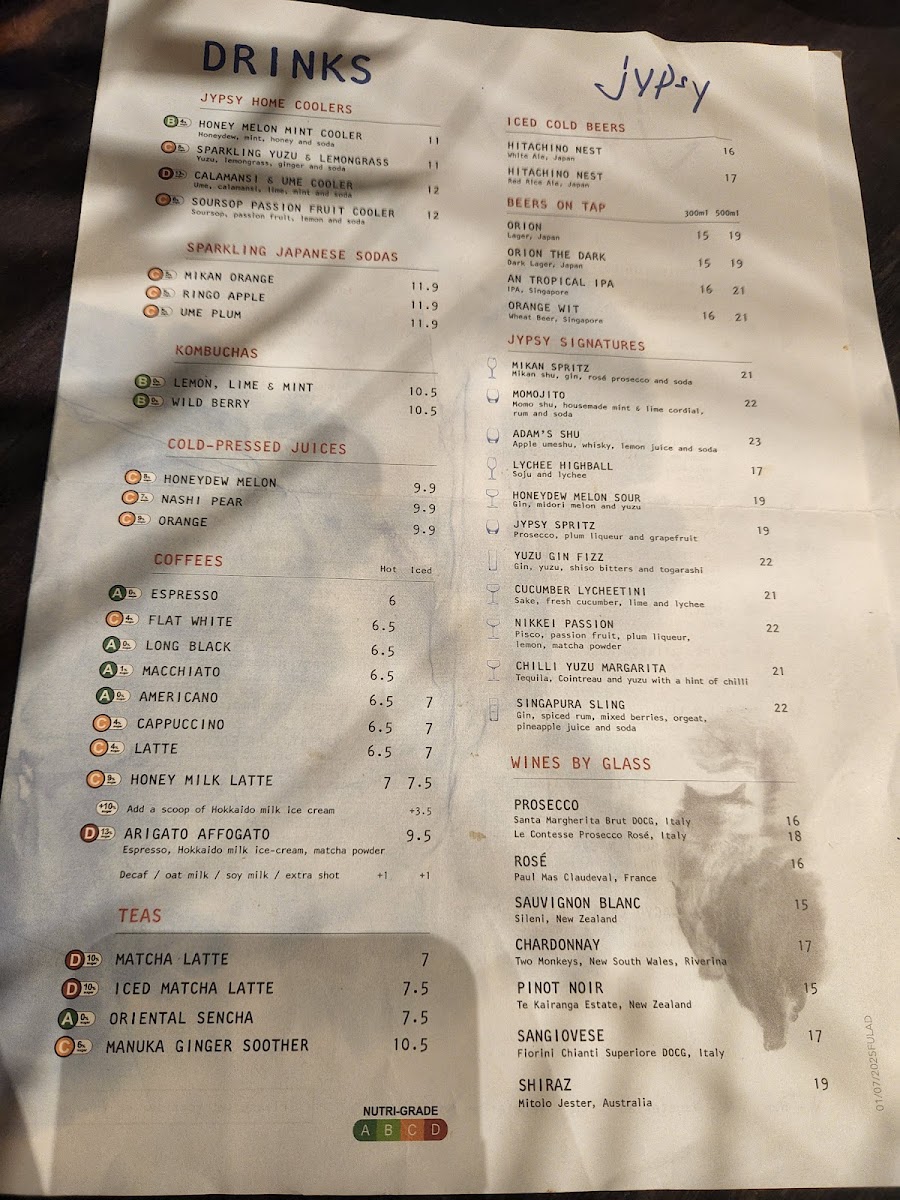 DRINKS
JYPSY HOME COOLERS
B HONEY MELON MINT COOLER 11
Honeydew, mint, honey and soda
C SPARKLING YUZU & LEMONGRASS 11
Yuzu, lemongrass, ginger and soda
D CALAMANSI & UME COOLER 12
Ume, calamansi, lime, mint and soda
C SOURSOP PASSION FRUIT COOLER 12
Soursop, passion fruit, lemon and soda
SPARKLING JAPANESE SODAS
C MIKAN ORANGE 11.9
C RINGO APPLE 11.9
C UME PLUM 11.9
KOMBUCHAS
B LEMON, LIME & MINT 10.5
B WILD BERRY 10.5
COLD-PRESSED JUICES
C HONEYDEW MELON 9.9
C NASHI PEAR 9.9
C ORANGE 9.9
COFFEES Hot Iced
A ESPRESSO 6
C FLAT WHITE 6.5
A LONG BLACK 6.5
A MACCHIATO 6.5
A AMERICANO 6.5 7
C CAPPUCCINO 6.5 7
C LATTE 6.5 7
C HONEY MILK LATTE 7 7.5
+10% Add a scoop of Hokkaido milk ice cream +3.5
D ARIGATO AFFOGATO 9.5
Espresso, Hokkaido milk ice-cream, matcha powder
Decaf / oat milk / soy milk / extra shot +1 +1
TEAS
D 10% MATCHA LATTE 7
D 10% ICED MATCHA LATTE 7.5
A 0% ORIENTAL SENCHA 7.5
C 6% MANUKA GINGER SOOTHER 10.5
NUTRI-GRADE
A B C D
jypsy
ICED COLD BEERS
HITACHINO NEST 16
White Ale, Japan
HITACHINO NEST 17
Red Rice Ale, Japan
BEERS ON TAP 300ml 500ml
ORION 15 19
Lager, Japan
ORION THE DARK 15 19
Dark Lager, Japan
AN TROPICAL IPA 16 21
IPA, Singapore
ORANGE WIT 16 21
Wheat Beer, Singapore
JYPSY SIGNATURES
MIKAN SPRITZ 21
Mikan shu, gin, rosé prosecco and soda
MOMOJITO 22
Momo shu, housemade mint & lime cordial,
rum and soda
ADAM'S SHU 23
Apple umeshu, whisky, lemon juice and soda
LYCHEE HIGHBALL 17
Soju and lychee
HONEYDEW MELON SOUR 19
Gin, midori melon and yuzu
JYPSY SPRITZ 19
Prosecco, plum liqueur and grapefruit
YUZU GIN FIZZ 22
Gin, yuzu, shiso bitters and togarashi
CUCUMBER LYCHEETINI 21
Sake, fresh cucumber, lime and lychee
NIKKEI PASSION 22
Pisco, passion fruit, plum liqueur,
lemon, matcha powder
CHILLI YUZU MARGARITA 21
Tequila, Cointreau and yuzu with a hint of chilli
SINGAPURA SLING 22
Gin, spiced rum, mixed berries, orgeat,
pineapple juice and soda
WINES BY GLASS
PROSECCO
Santa Margherita Brut DOCG, Italy 16
Le Contesse Prosecco Rosé, Italy 18
ROSÉ 16
Paul Mas Claudeval, France
SAUVIGNON BLANC 15
Sileni, New Zealand
CHARDONNAY 17
Two Monkeys, New South Wales, Riverina
PINOT NOIR 15
Te Kairanga Estate, New Zealand
SANGIOVESE 17
Fiorini Chianti Superiore DOCG, Italy
SHIRAZ 19
Mitolo Jester, Australia
01/07/2025FULAD